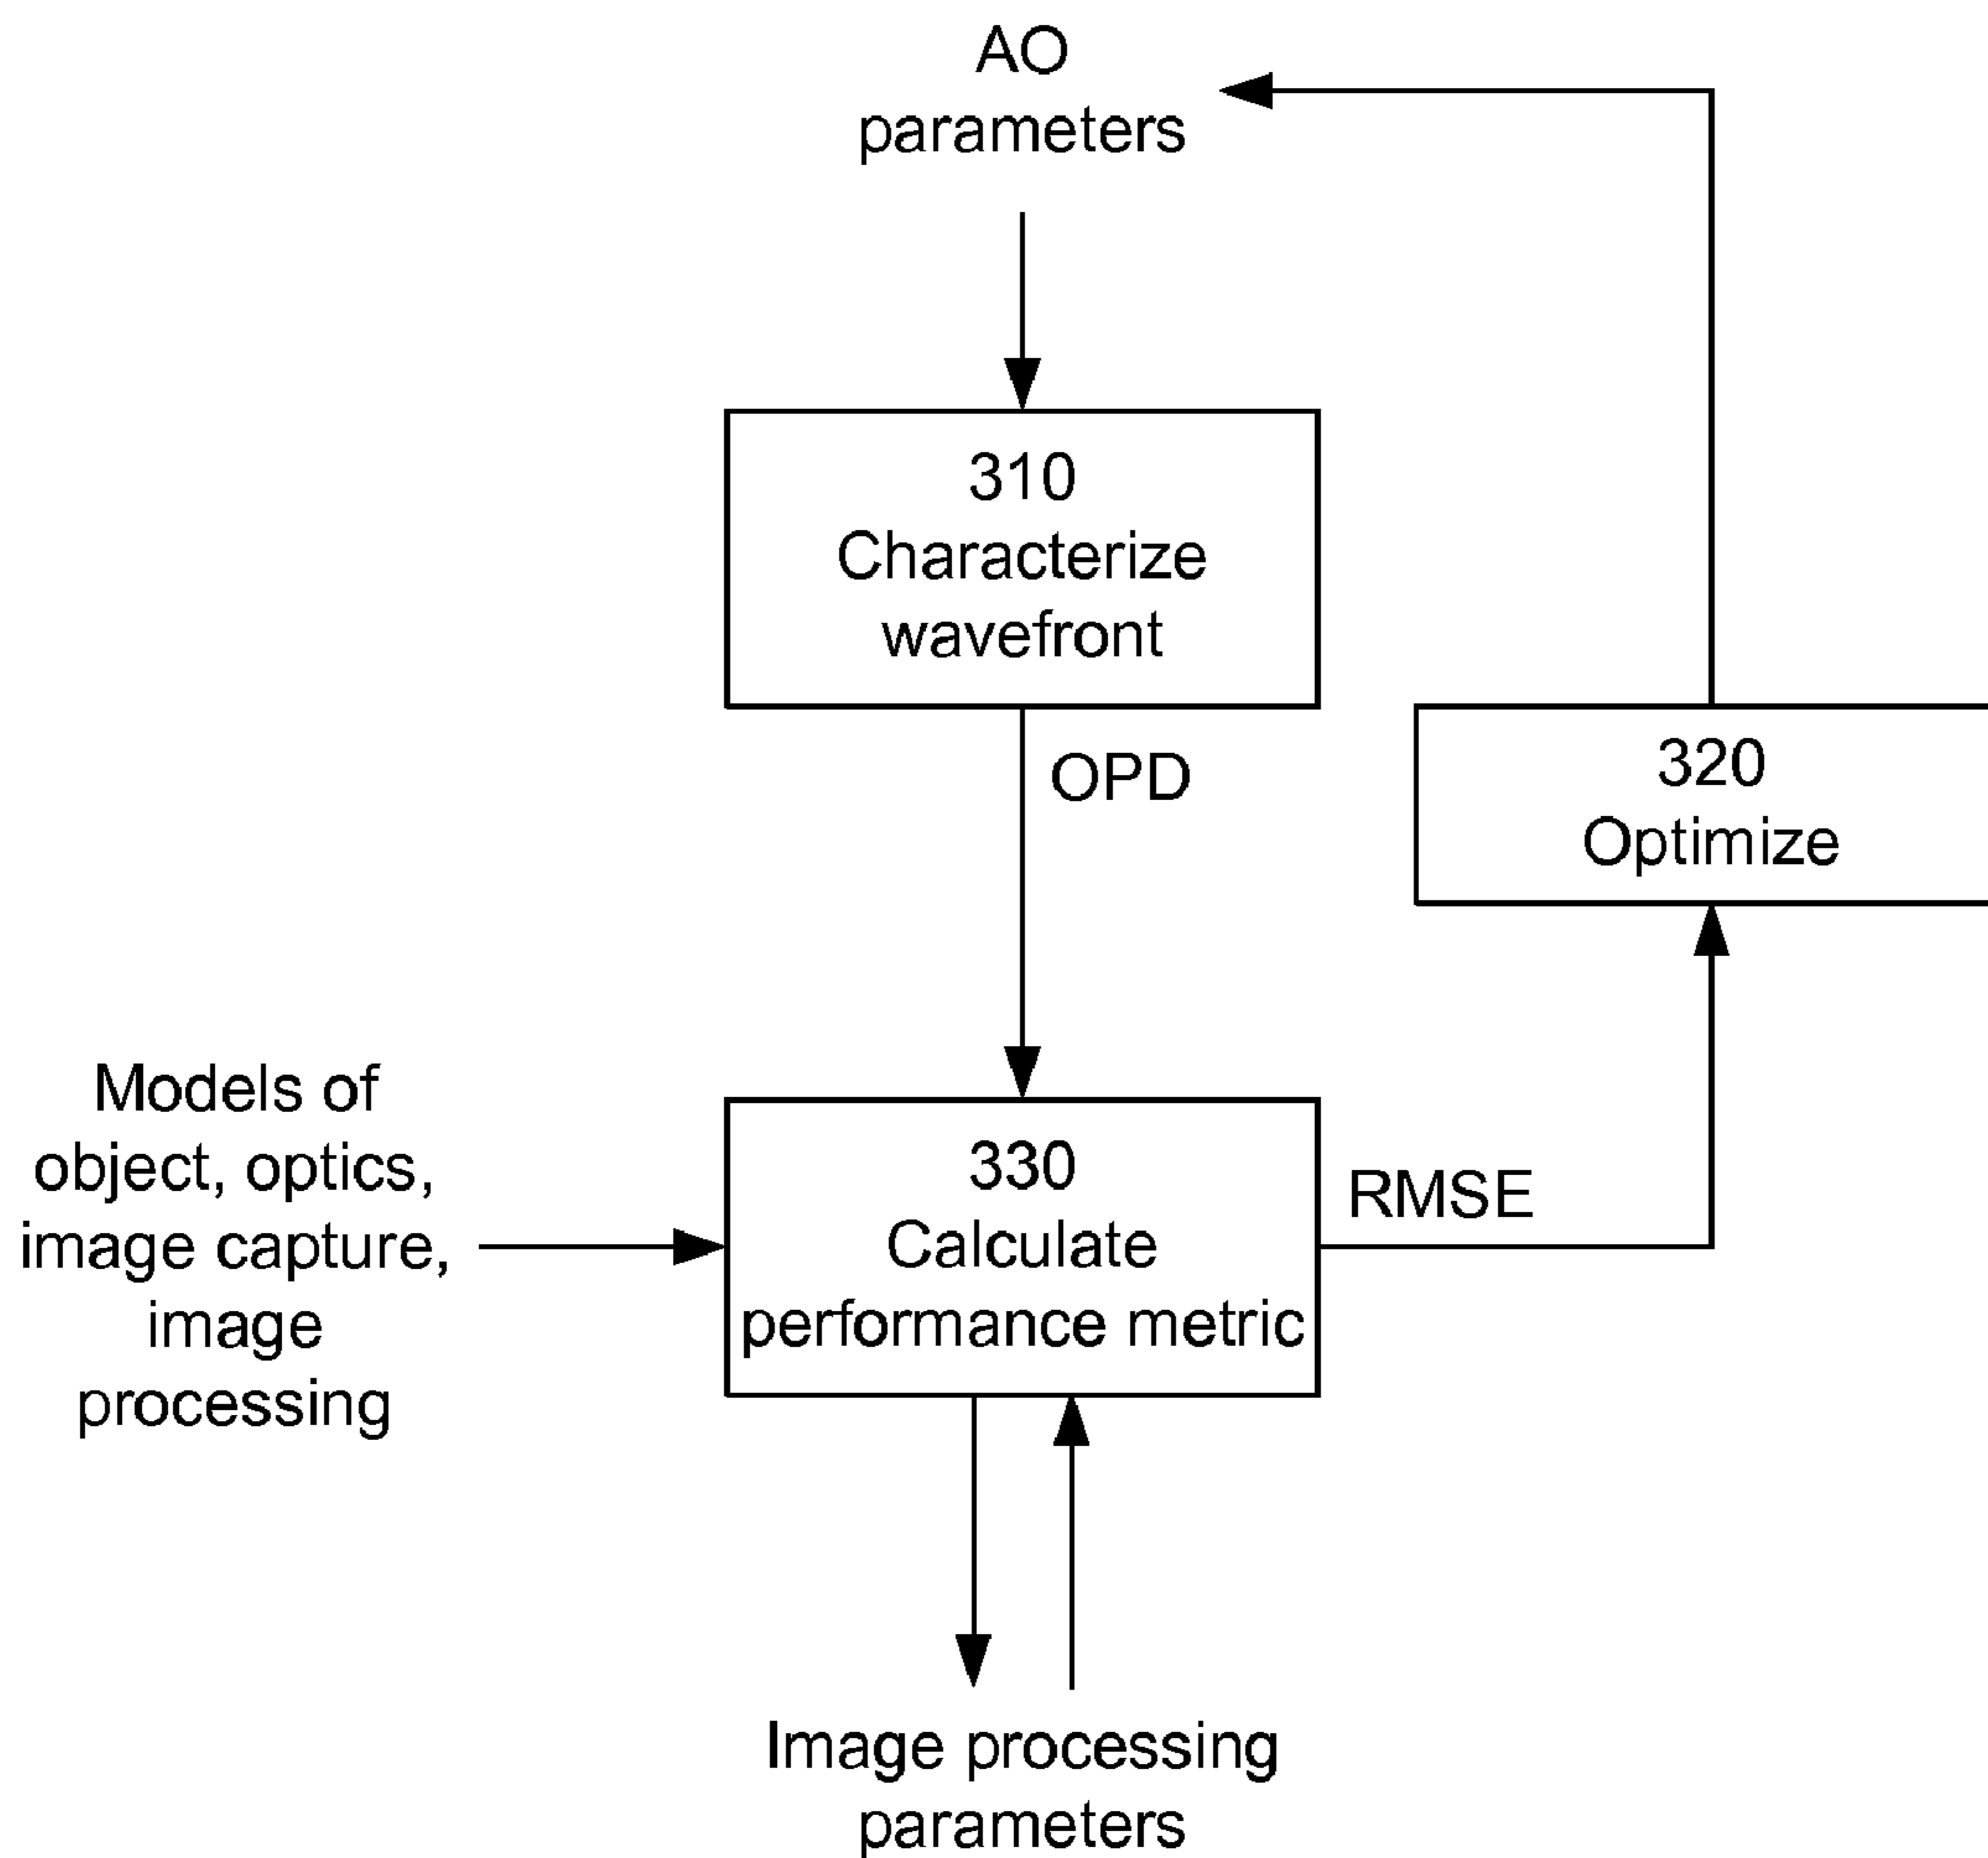 AO
parameters
310
Characterize
wavefront
OPD
320
Optimize
Models of
object, optics,
image capture,
image
processing
330
Calculate
performance metric
RMSE
Image processing
parameters